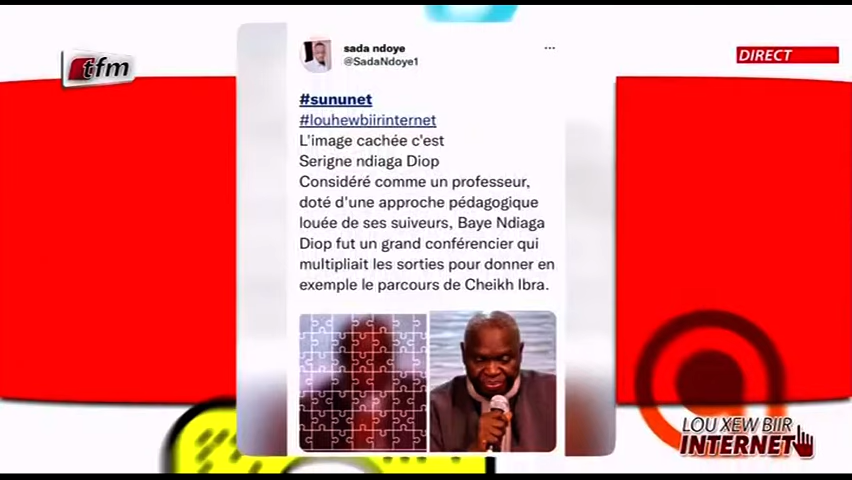 tfm
DIRECT
sada ndoye
@SadaNdoye1
#sununet
#louhewbiirinternet
L'image cachée c'est
Serigne ndiaga Diop
Considéré comme un professeur,
doté d'une approche pédagogique
louée de ses suiveurs, Baye Ndiaga
Diop fut un grand conférencier qui
multipliait les sorties pour donner en
exemple le parcours de Cheikh Ibra.
LOU XEW BIIR
INTERNET